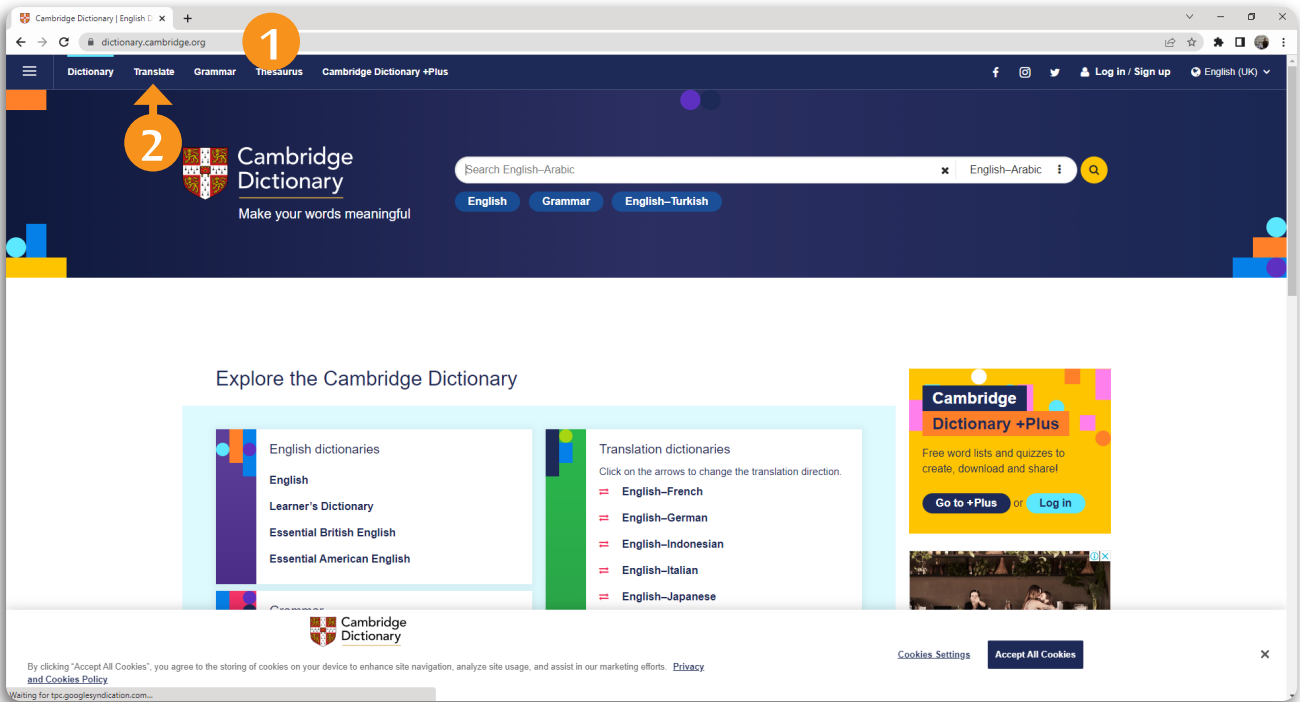 Cambridge Dictionary | English D
dictionary.cambridge.org
1
Dictionary Translate Grammar Thesaurus Cambridge Dictionary +Plus
Log in / Sign up English (UK)
2
Cambridge
Dictionary
Make your words meaningful
Search English–Arabic
English–Arabic
English Grammar English–Turkish
Explore the Cambridge Dictionary
English dictionaries
English
Learner's Dictionary
Essential British English
Essential American English
Grammar
Translation dictionaries
Click on the arrows to change the translation direction.
English–French
English–German
English–Indonesian
English–Italian
English–Japanese
Cambridge
Dictionary +Plus
Free word lists and quizzes to
create, download and share!
Go to +Plus or Log in
Cambridge
Dictionary
By clicking "Accept All Cookies", you agree to the storing of cookies on your device to enhance site navigation, analyze site usage, and assist in our marketing efforts. Privacy
and Cookies Policy
Cookies Settings
Accept All Cookies
Waiting for tpc.googlesyndication.com...